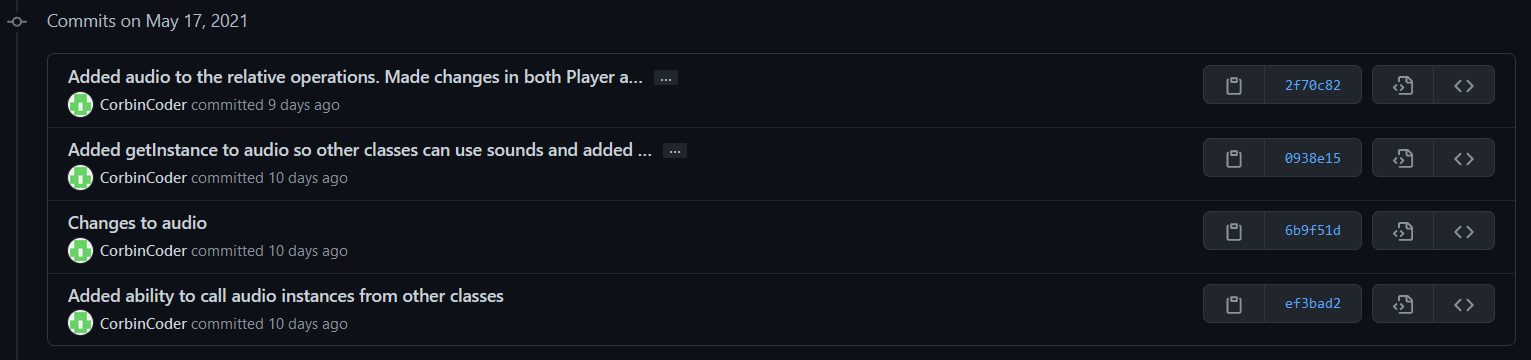 Commits on May 17, 2021
Added audio to the relative operations. Made changes in both Player a... ...
2f70c82
CorbinCoder committed 9 days ago
Added getInstance to audio so other classes can use sounds and added ... ...
0938e15
CorbinCoder committed 10 days ago
Changes to audio
6b9f51d
CorbinCoder committed 10 days ago
Added ability to call audio instances from other classes
ef3bad2
CorbinCoder committed 10 days ago